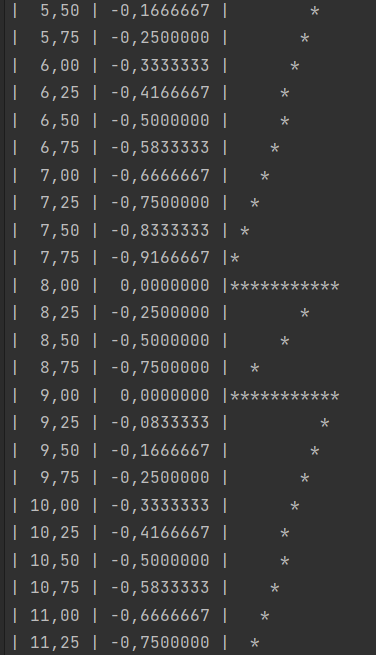 |  5,50 | -0,1666667 |        *
|  5,75 | -0,2500000 |       *
|  6,00 | -0,3333333 |      *
|  6,25 | -0,4166667 |     *
|  6,50 | -0,5000000 |     *
|  6,75 | -0,5833333 |    *
|  7,00 | -0,6666667 |   *
|  7,25 | -0,7500000 |  *
|  7,50 | -0,8333333 | *
|  7,75 | -0,9166667 |*
|  8,00 |  0,0000000 |***********
|  8,25 | -0,2500000 |       *
|  8,50 | -0,5000000 |     *
|  8,75 | -0,7500000 |  *
|  9,00 |  0,0000000 |***********
|  9,25 | -0,0833333 |         *
|  9,50 | -0,1666667 |        *
|  9,75 | -0,2500000 |       *
| 10,00 | -0,3333333 |      *
| 10,25 | -0,4166667 |     *
| 10,50 | -0,5000000 |     *
| 10,75 | -0,5833333 |    *
| 11,00 | -0,6666667 |   *
| 11,25 | -0,7500000 |  *